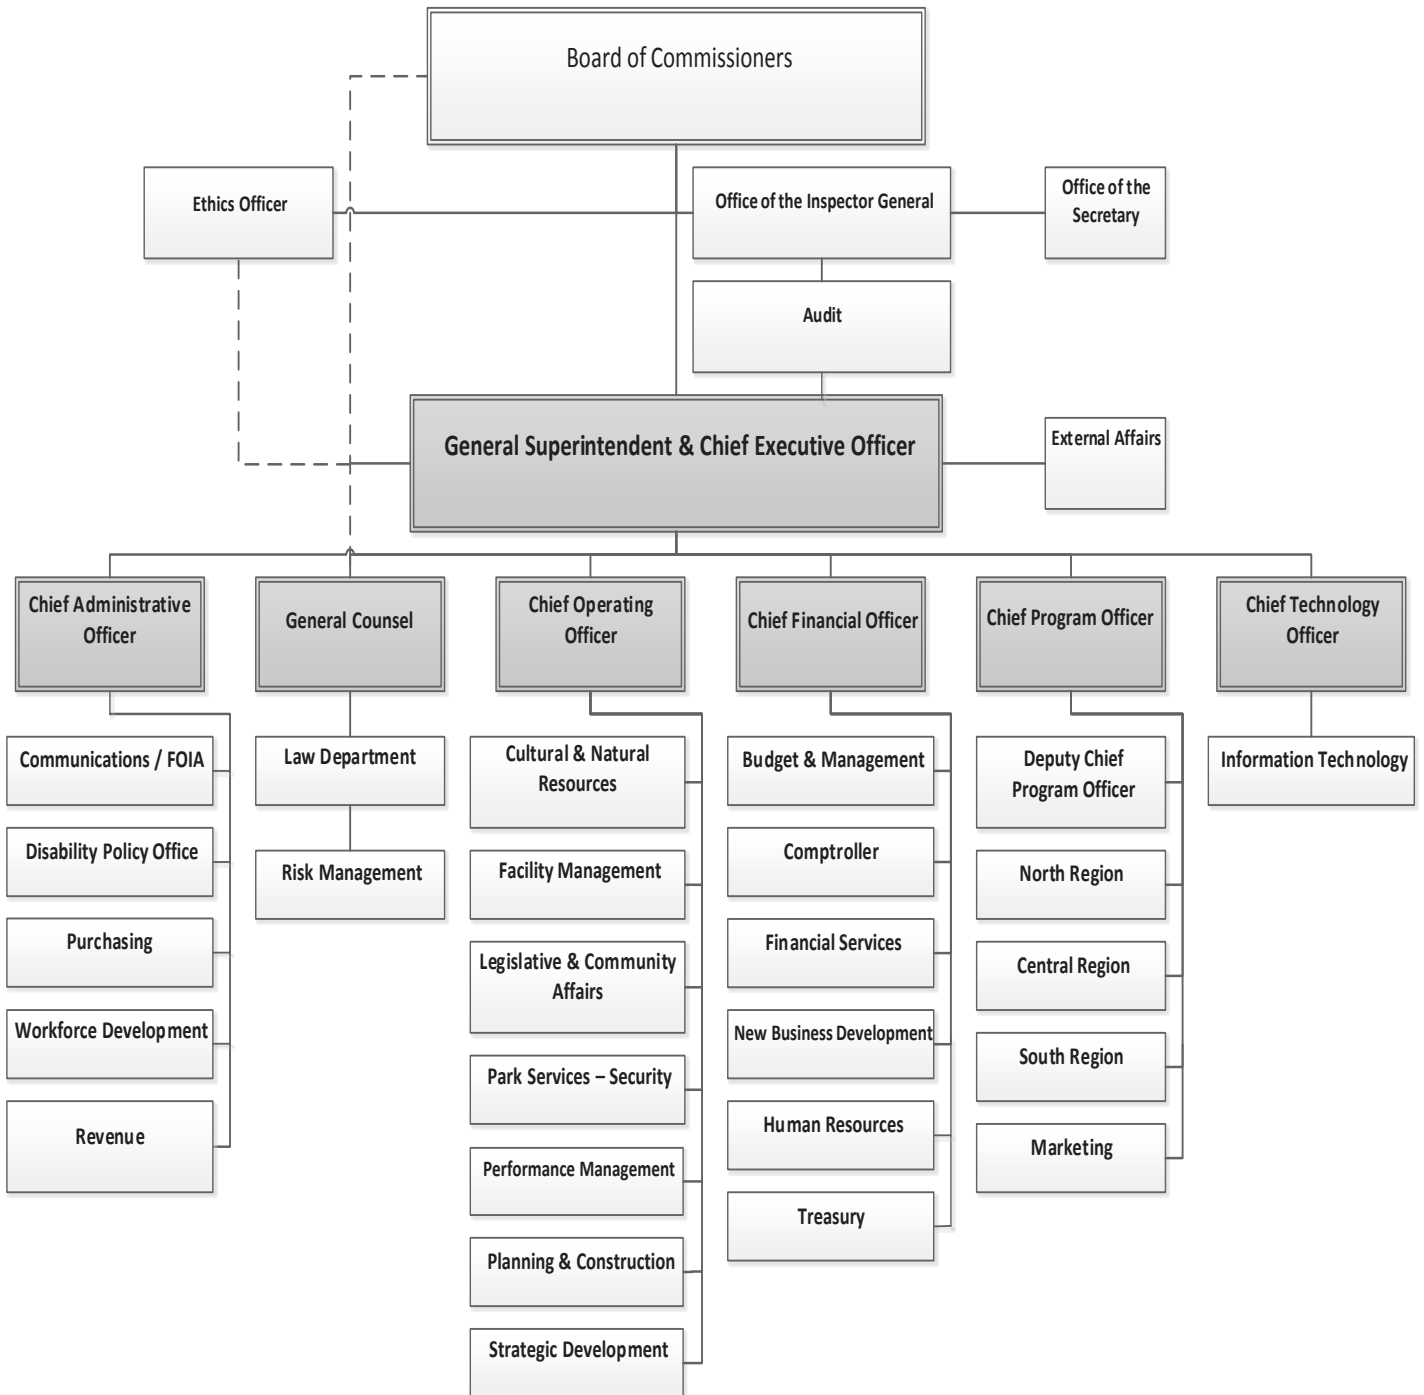 Board of Commissioners
Ethics Officer
Office of the Inspector General
Office of the
Secretary
Audit
General Superintendent & Chief Executive Officer
External Affairs
Chief Administrative
Officer
General Counsel
Chief Operating
Officer
Chief Financial Officer
Chief Program Officer
Chief Technology
Officer
Communications / FOIA
Disability Policy Office
Purchasing
Workforce Development
Revenue
Law Department
Risk Management
Cultural & Natural
Resources
Facility Management
Legislative & Community
Affairs
Park Services – Security
Performance Management
Planning & Construction
Strategic Development
Budget & Management
Comptroller
Financial Services
New Business Development
Human Resources
Treasury
Deputy Chief
Program Officer
North Region
Central Region
South Region
Marketing
Information Technology